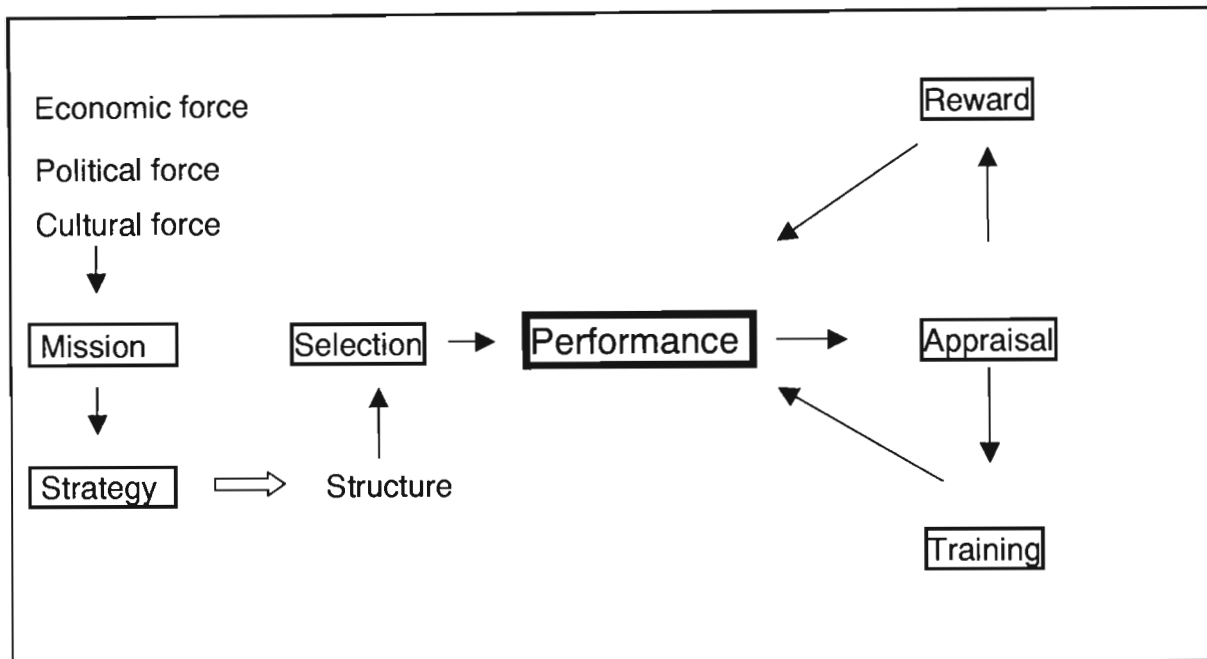 Economic force
Political force
Cultural force
Mission
Strategy
Selection
Structure
Performance
Reward
Appraisal
Training